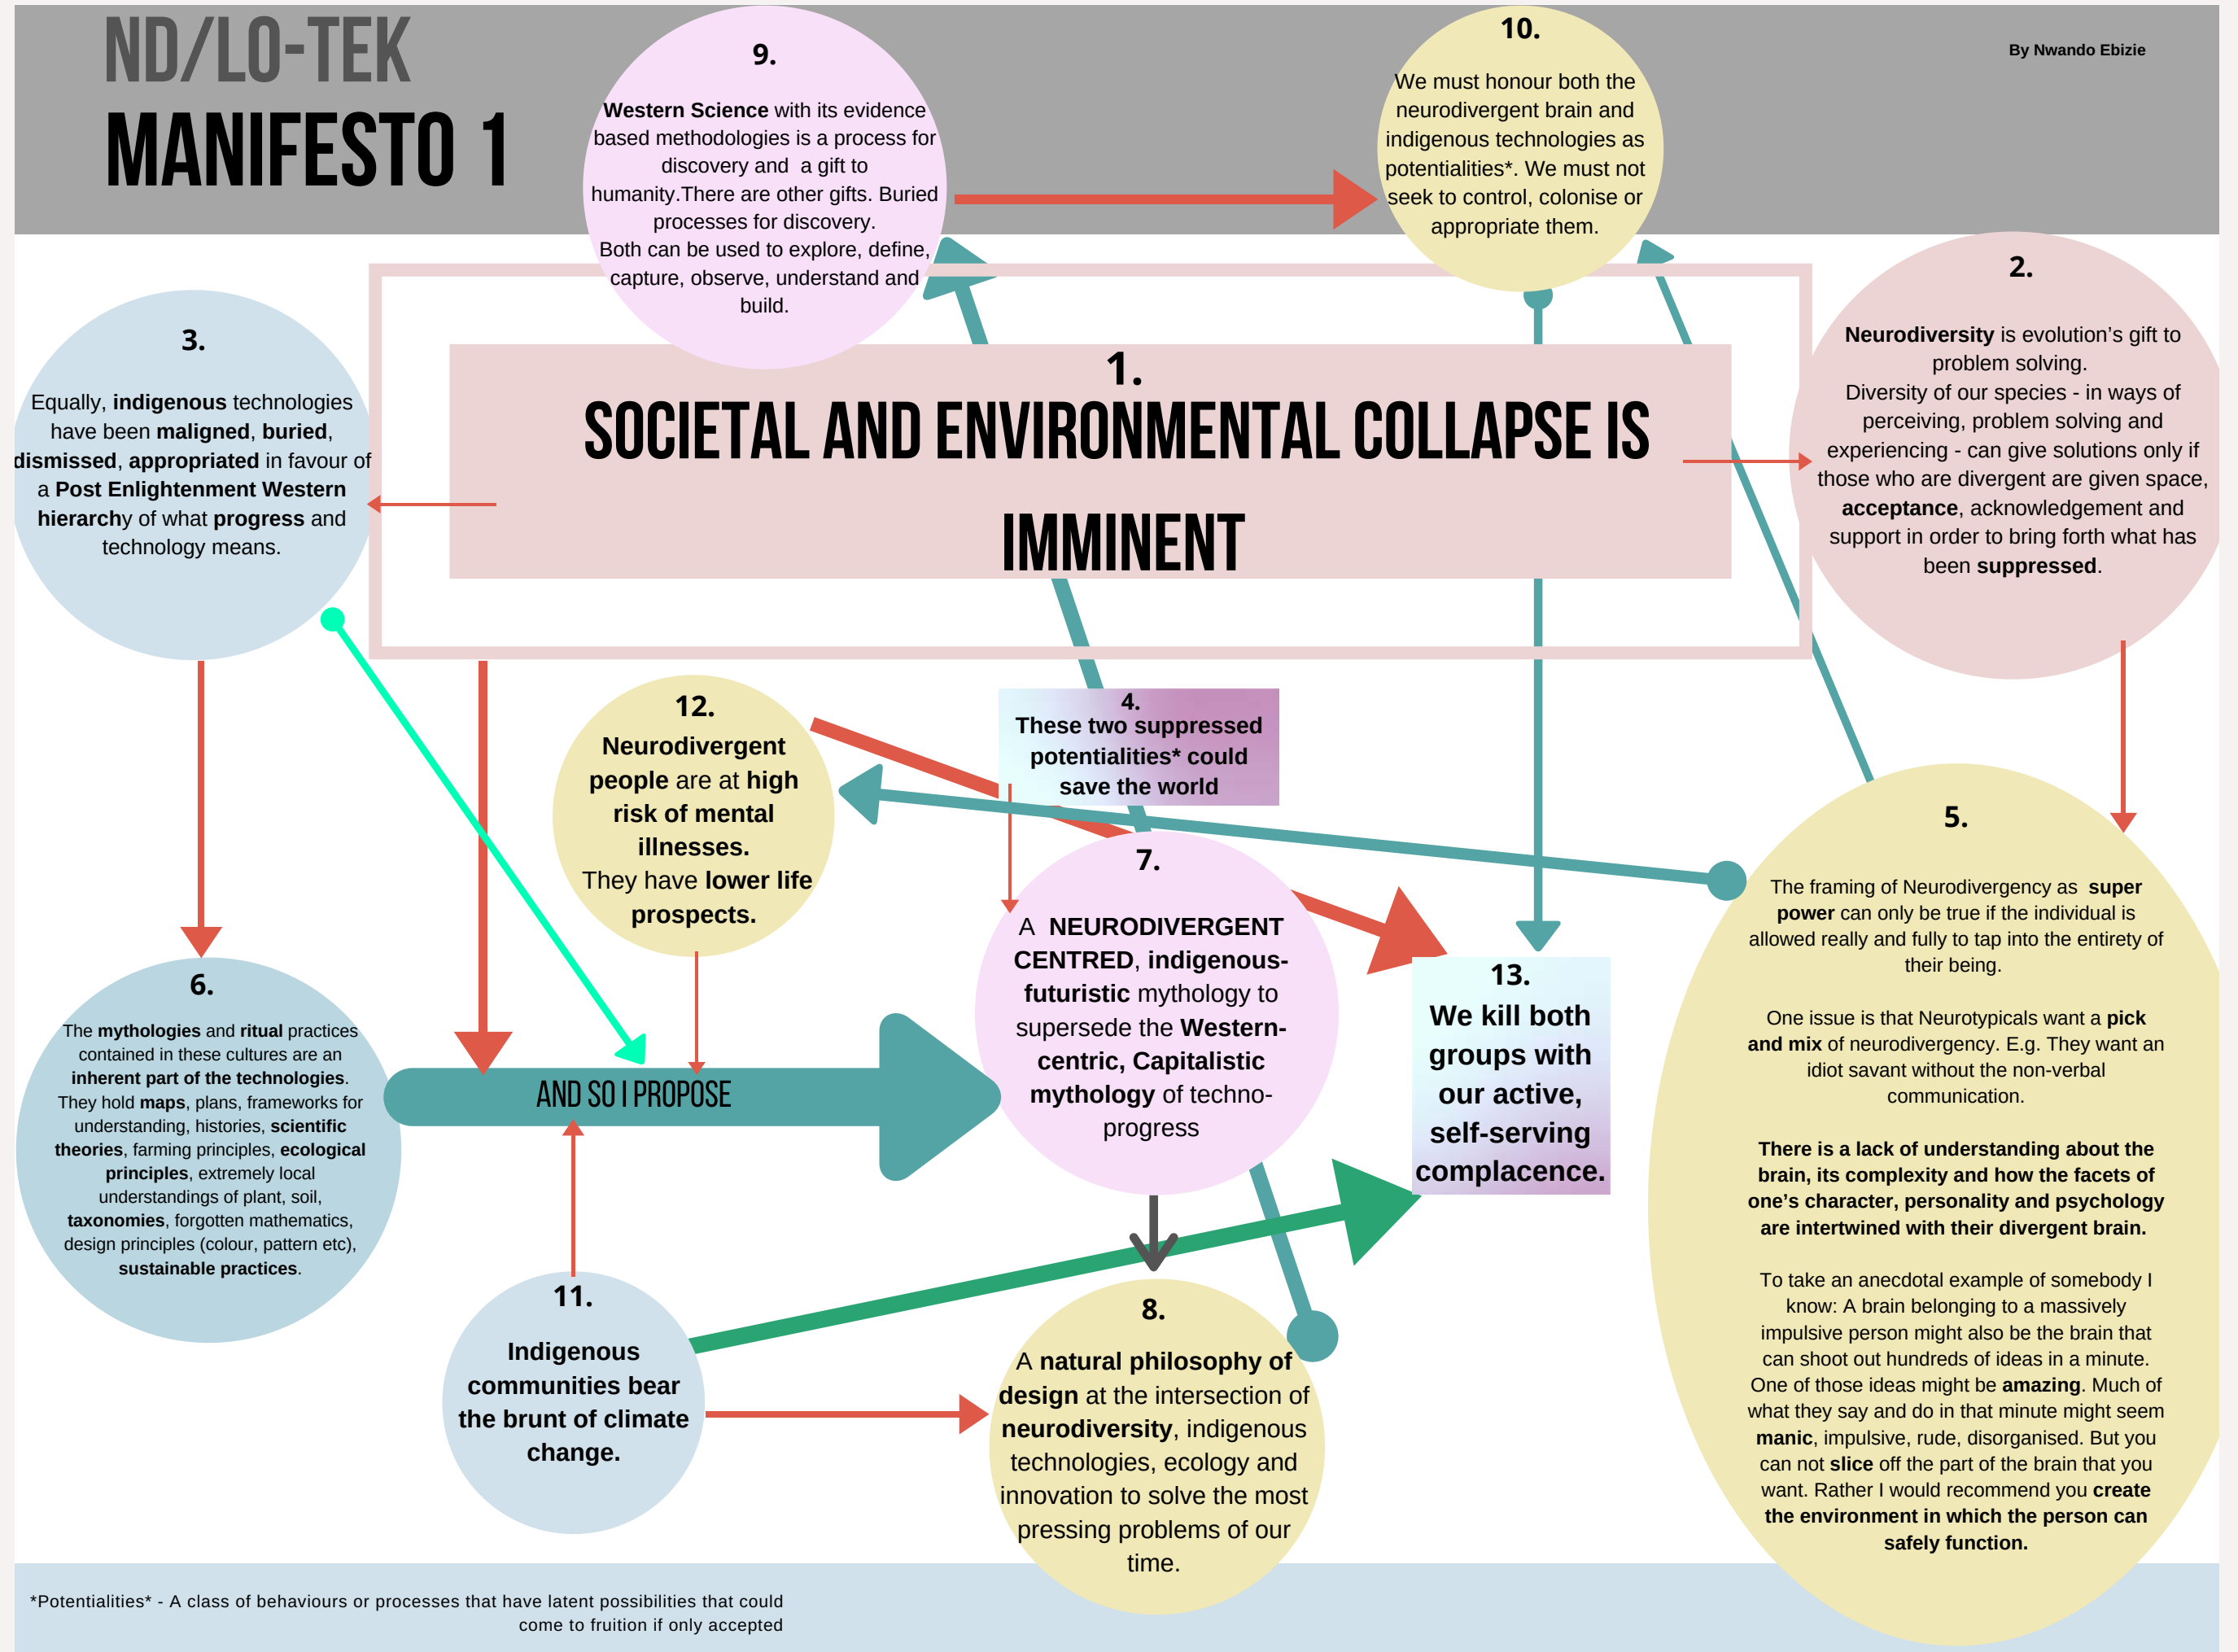 ND/LO-TEK
MANIFESTO 1
By Nwando Ebizie
1.
SOCIETAL AND ENVIRONMENTAL COLLAPSE IS
IMMINENT
2.
Neurodiversity is evolution’s gift to
problem solving.
Diversity of our species - in ways of
perceiving, problem solving and
experiencing - can give solutions only if
those who are divergent are given space,
acceptance, acknowledgement and
support in order to bring forth what has
been suppressed.
3.
Equally, indigenous technologies
have been maligned, buried,
dismissed, appropriated in favour of
a Post Enlightenment Western
hierarchy of what progress and
technology means.
4.
These two suppressed
potentialities* could
save the world
5.
The framing of Neurodivergency as super
power can only be true if the individual is
allowed really and fully to tap into the entirety of
their being.
One issue is that Neurotypicals want a pick
and mix of neurodivergency. E.g. They want an
idiot savant without the non-verbal
communication.
There is a lack of understanding about the
brain, its complexity and how the facets of
one’s character, personality and psychology
are intertwined with their divergent brain.
To take an anecdotal example of somebody I
know: A brain belonging to a massively
impulsive person might also be the brain that
can shoot out hundreds of ideas in a minute.
One of those ideas might be amazing. Much of
what they say and do in that minute might seem
manic, impulsive, rude, disorganised. But you
can not slice off the part of the brain that you
want. Rather I would recommend you create
the environment in which the person can
safely function.
6.
The mythologies and ritual practices
contained in these cultures are an
inherent part of the technologies.
They hold maps, plans, frameworks for
understanding, histories, scientific
theories, farming principles, ecological
principles, extremely local
understandings of plant, soil,
taxonomies, forgotten mathematics,
design principles (colour, pattern etc),
sustainable practices.
AND SO I PROPOSE
7.
A NEURODIVERGENT
CENTRED, indigenous-
futuristic mythology to
supersede the Western-
centric, Capitalistic
mythology of techno-
progress
8.
A natural philosophy of
design at the intersection of
neurodiversity, indigenous
technologies, ecology and
innovation to solve the most
pressing problems of our
time.
9.
Western Science with its evidence
based methodologies is a process for
discovery and a gift to
humanity.There are other gifts. Buried
processes for discovery.
Both can be used to explore, define,
capture, observe, understand and
build.
10.
We must honour both the
neurodivergent brain and
indigenous technologies as
potentialities*. We must not
seek to control, colonise or
appropriate them.
11.
Indigenous
communities bear
the brunt of climate
change.
12.
Neurodivergent
people are at high
risk of mental
illnesses.
They have lower life
prospects.
13.
We kill both
groups with
our active,
self-serving
complacence.
*Potentialities* - A class of behaviours or processes that have latent possibilities that could
come to fruition if only accepted